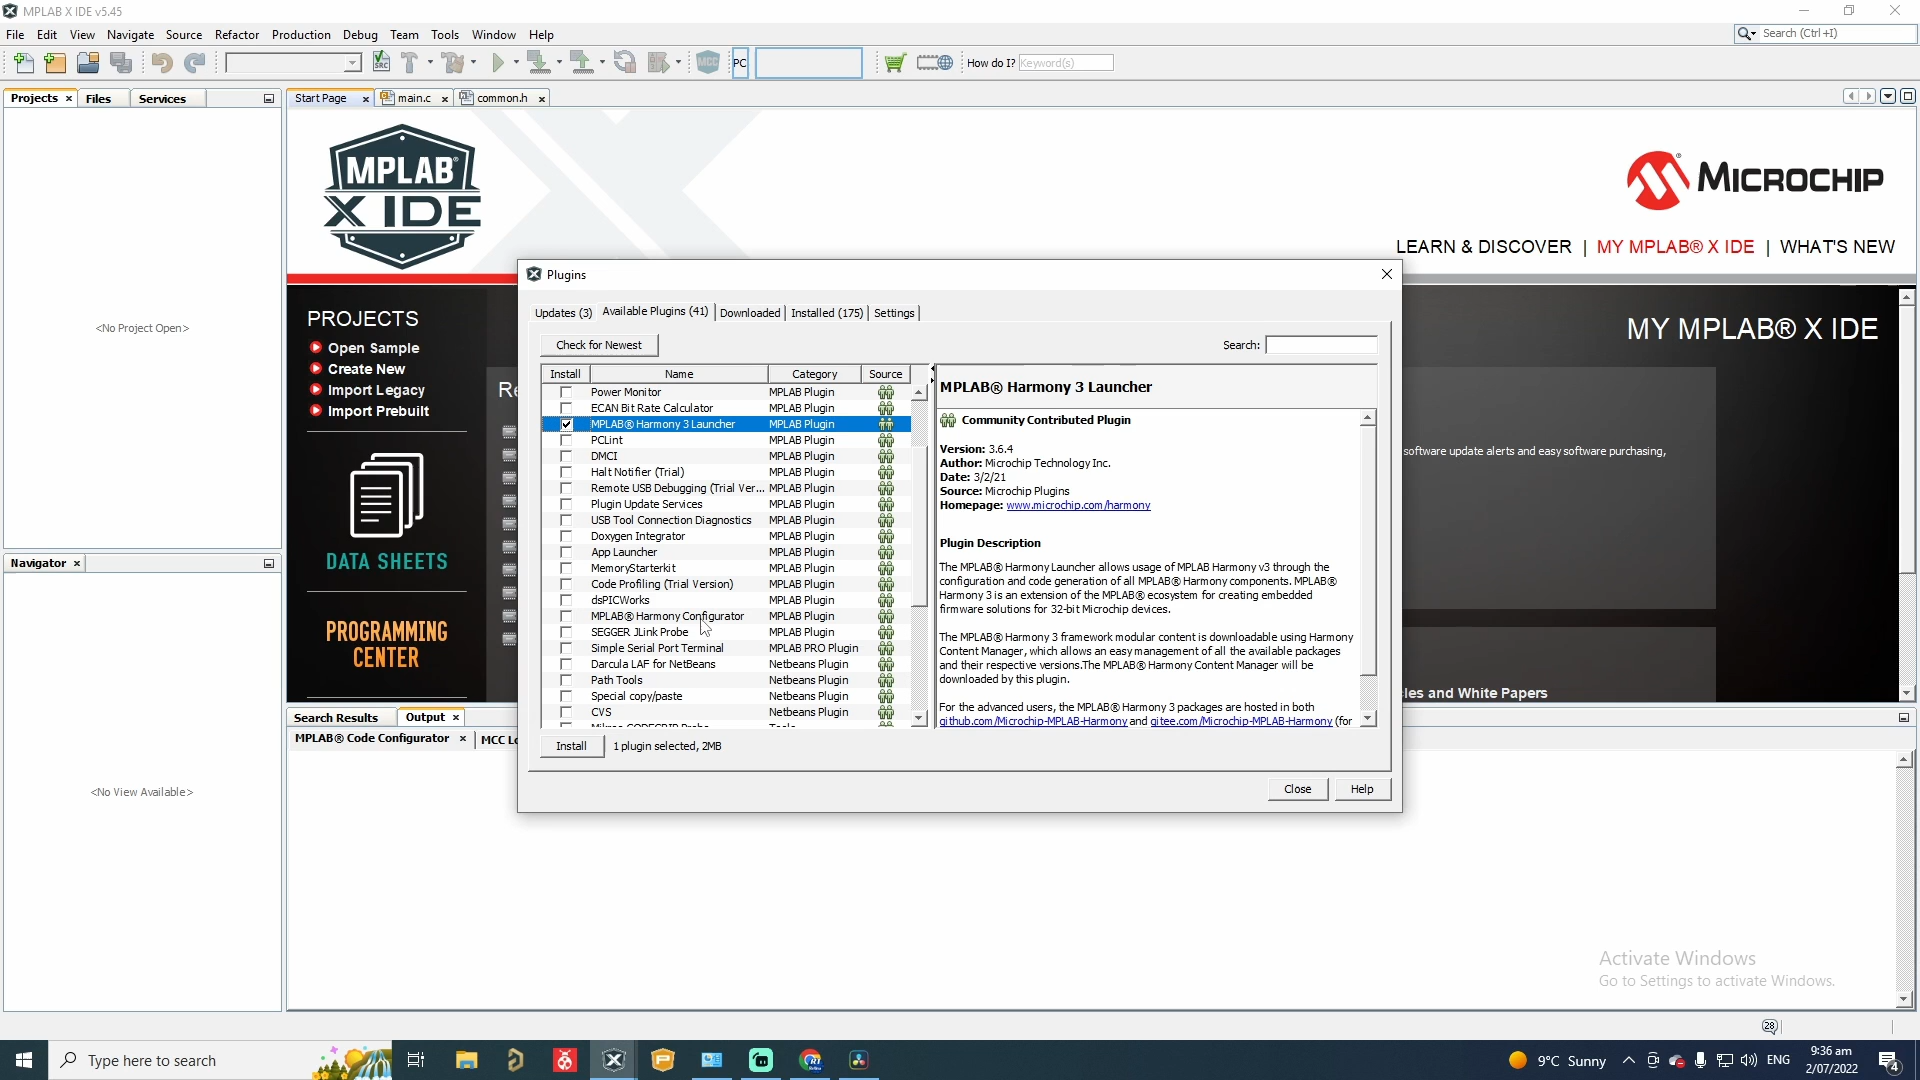 MPLAB X IDE v5.45
File Edit View Navigate Source Refactor Production Debug Team Tools Window Help
Search (Ctrl+I)
MCC
PC
How do I? Keyword(s)
Projects Files Services
Start Page main.c common.h
<No Project Open>
MPLAB®
X IDE
MICROCHIP
LEARN & DISCOVER | MY MPLAB® X IDE | WHAT'S NEW
PROJECTS
Open Sample
Create New
Import Legacy
Import Prebuilt
DATA SHEETS
PROGRAMMING
CENTER
MY MPLAB® X IDE
software update alerts and easy software purchasing,
and White Papers
Plugins
Updates (3) Available Plugins (41) Downloaded Installed (175) Settings
Check for Newest
Search:
Install Name Category Source
Power Monitor MPLAB Plugin
ECAN Bit Rate Calculator MPLAB Plugin
MPLAB® Harmony 3 Launcher MPLAB Plugin
PCLint MPLAB Plugin
DMCI MPLAB Plugin
Halt Notifier (Trial) MPLAB Plugin
Remote USB Debugging (Trial Ver... MPLAB Plugin
Plugin Update Services MPLAB Plugin
USB Tool Connection Diagnostics MPLAB Plugin
Doxygen Integrator MPLAB Plugin
App Launcher MPLAB Plugin
MemoryStarterkit MPLAB Plugin
Code Profiling (Trial Version) MPLAB Plugin
dsPICWorks MPLAB Plugin
MPLAB® Harmony Configurator MPLAB Plugin
SEGGER JLink Probe MPLAB Plugin
Simple Serial Port Terminal MPLAB PRO Plugin
Darcula LAF for NetBeans Netbeans Plugin
Path Tools Netbeans Plugin
Special copy/paste Netbeans Plugin
CVS Netbeans Plugin
MPLAB® Harmony 3 Launcher
Community Contributed Plugin
Version: 3.6.4
Author: Microchip Technology Inc.
Date: 3/2/21
Source: Microchip Plugins
Homepage: www.microchip.com/harmony
Plugin Description
The MPLAB® Harmony Launcher allows usage of MPLAB Harmony v3 through the
configuration and code generation of all MPLAB® Harmony components. MPLAB®
Harmony 3 is an extension of the MPLAB® ecosystem for creating embedded
firmware solutions for 32-bit Microchip devices.
The MPLAB® Harmony 3 framework modular content is downloadable using Harmony
Content Manager, which allows an easy management of all the available packages
and their respective versions.The MPLAB® Harmony Content Manager will be
downloaded by this plugin.
For the advanced users, the MPLAB® Harmony 3 packages are hosted in both
github.com/Microchip-MPLAB-Harmony and gitee.com/Microchip-MPLAB-Harmony (for
Install 1 plugin selected, 2MB
Close Help
Navigator
<No View Available>
Search Results Output
MPLAB® Code Configurator MCC
Activate Windows
Go to Settings to activate Windows.
28
Type here to search
9°C Sunny
ENG
9:36 am
2/07/2022
4